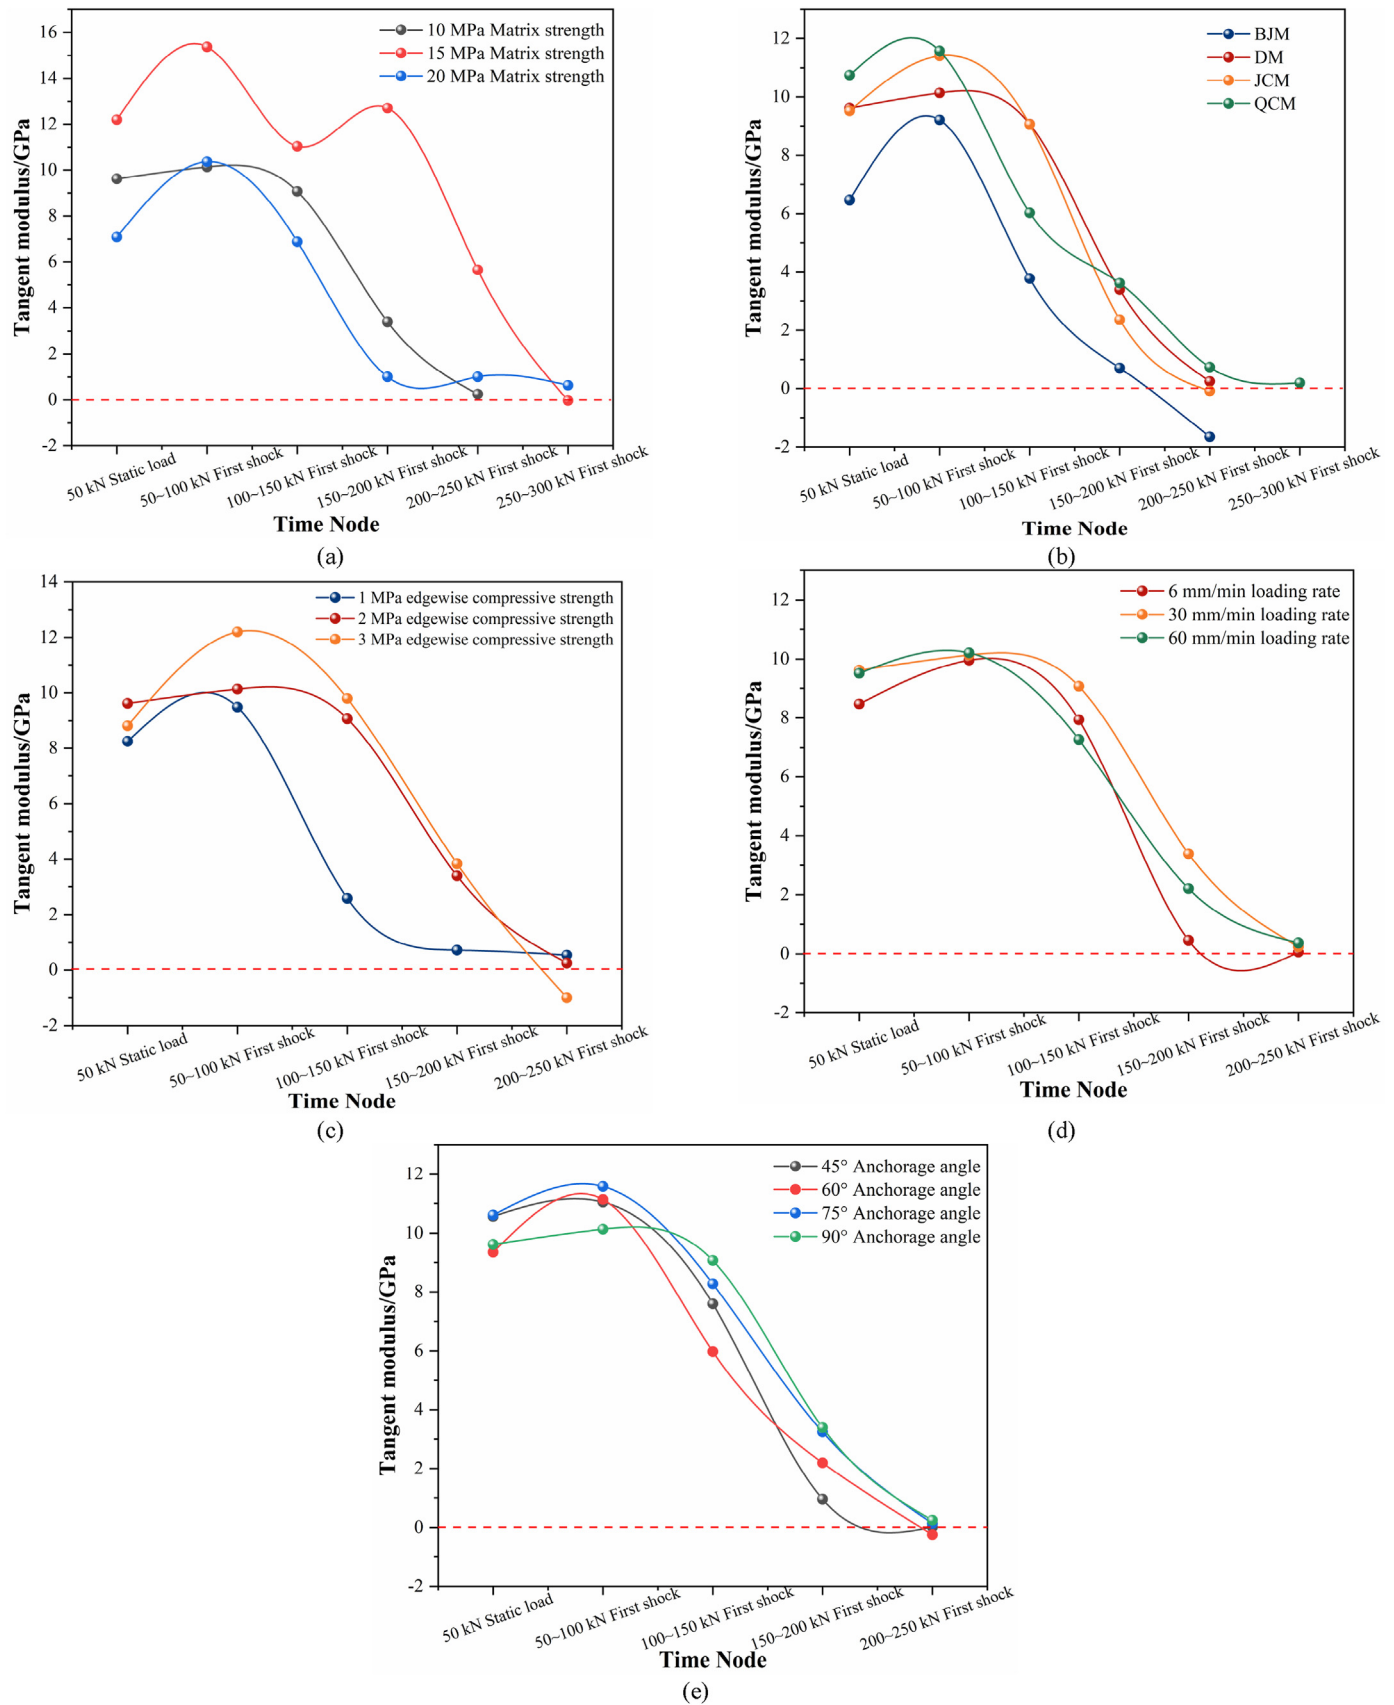 10 MPa Matrix strength
15 MPa Matrix strength
20 MPa Matrix strength
Tangent modulus/GPa
16
14
12
10
8
6
4
2
0
-2
50 kN Static load
50~100 kN First shock
100~150 kN First shock
150~200 kN First shock
200~250 kN First shock
250~300 kN First shock
Time Node
(a)
BJM
DM
JCM
QCM
Tangent modulus/GPa
12
10
8
6
4
2
0
-2
50 kN Static load
50~100 kN First shock
100~150 kN First shock
150~200 kN First shock
200~250 kN First shock
250~300 kN First shock
Time Node
(b)
1 MPa edgewise compressive strength
2 MPa edgewise compressive strength
3 MPa edgewise compressive strength
Tangent modulus/GPa
14
12
10
8
6
4
2
0
-2
50 kN Static load
50~100 kN First shock
100~150 kN First shock
150~200 kN First shock
200~250 kN First shock
Time Node
(c)
6 mm/min loading rate
30 mm/min loading rate
60 mm/min loading rate
Tangent modulus/GPa
12
10
8
6
4
2
0
-2
50 kN Static load
50~100 kN First shock
100~150 kN First shock
150~200 kN First shock
200~250 kN First shock
Time Node
(d)
45° Anchorage angle
60° Anchorage angle
75° Anchorage angle
90° Anchorage angle
Tangent modulus/GPa
12
10
8
6
4
2
0
-2
50 kN Static load
50~100 kN First shock
100~150 kN First shock
150~200 kN First shock
200~250 kN First shock
Time Node
(e)